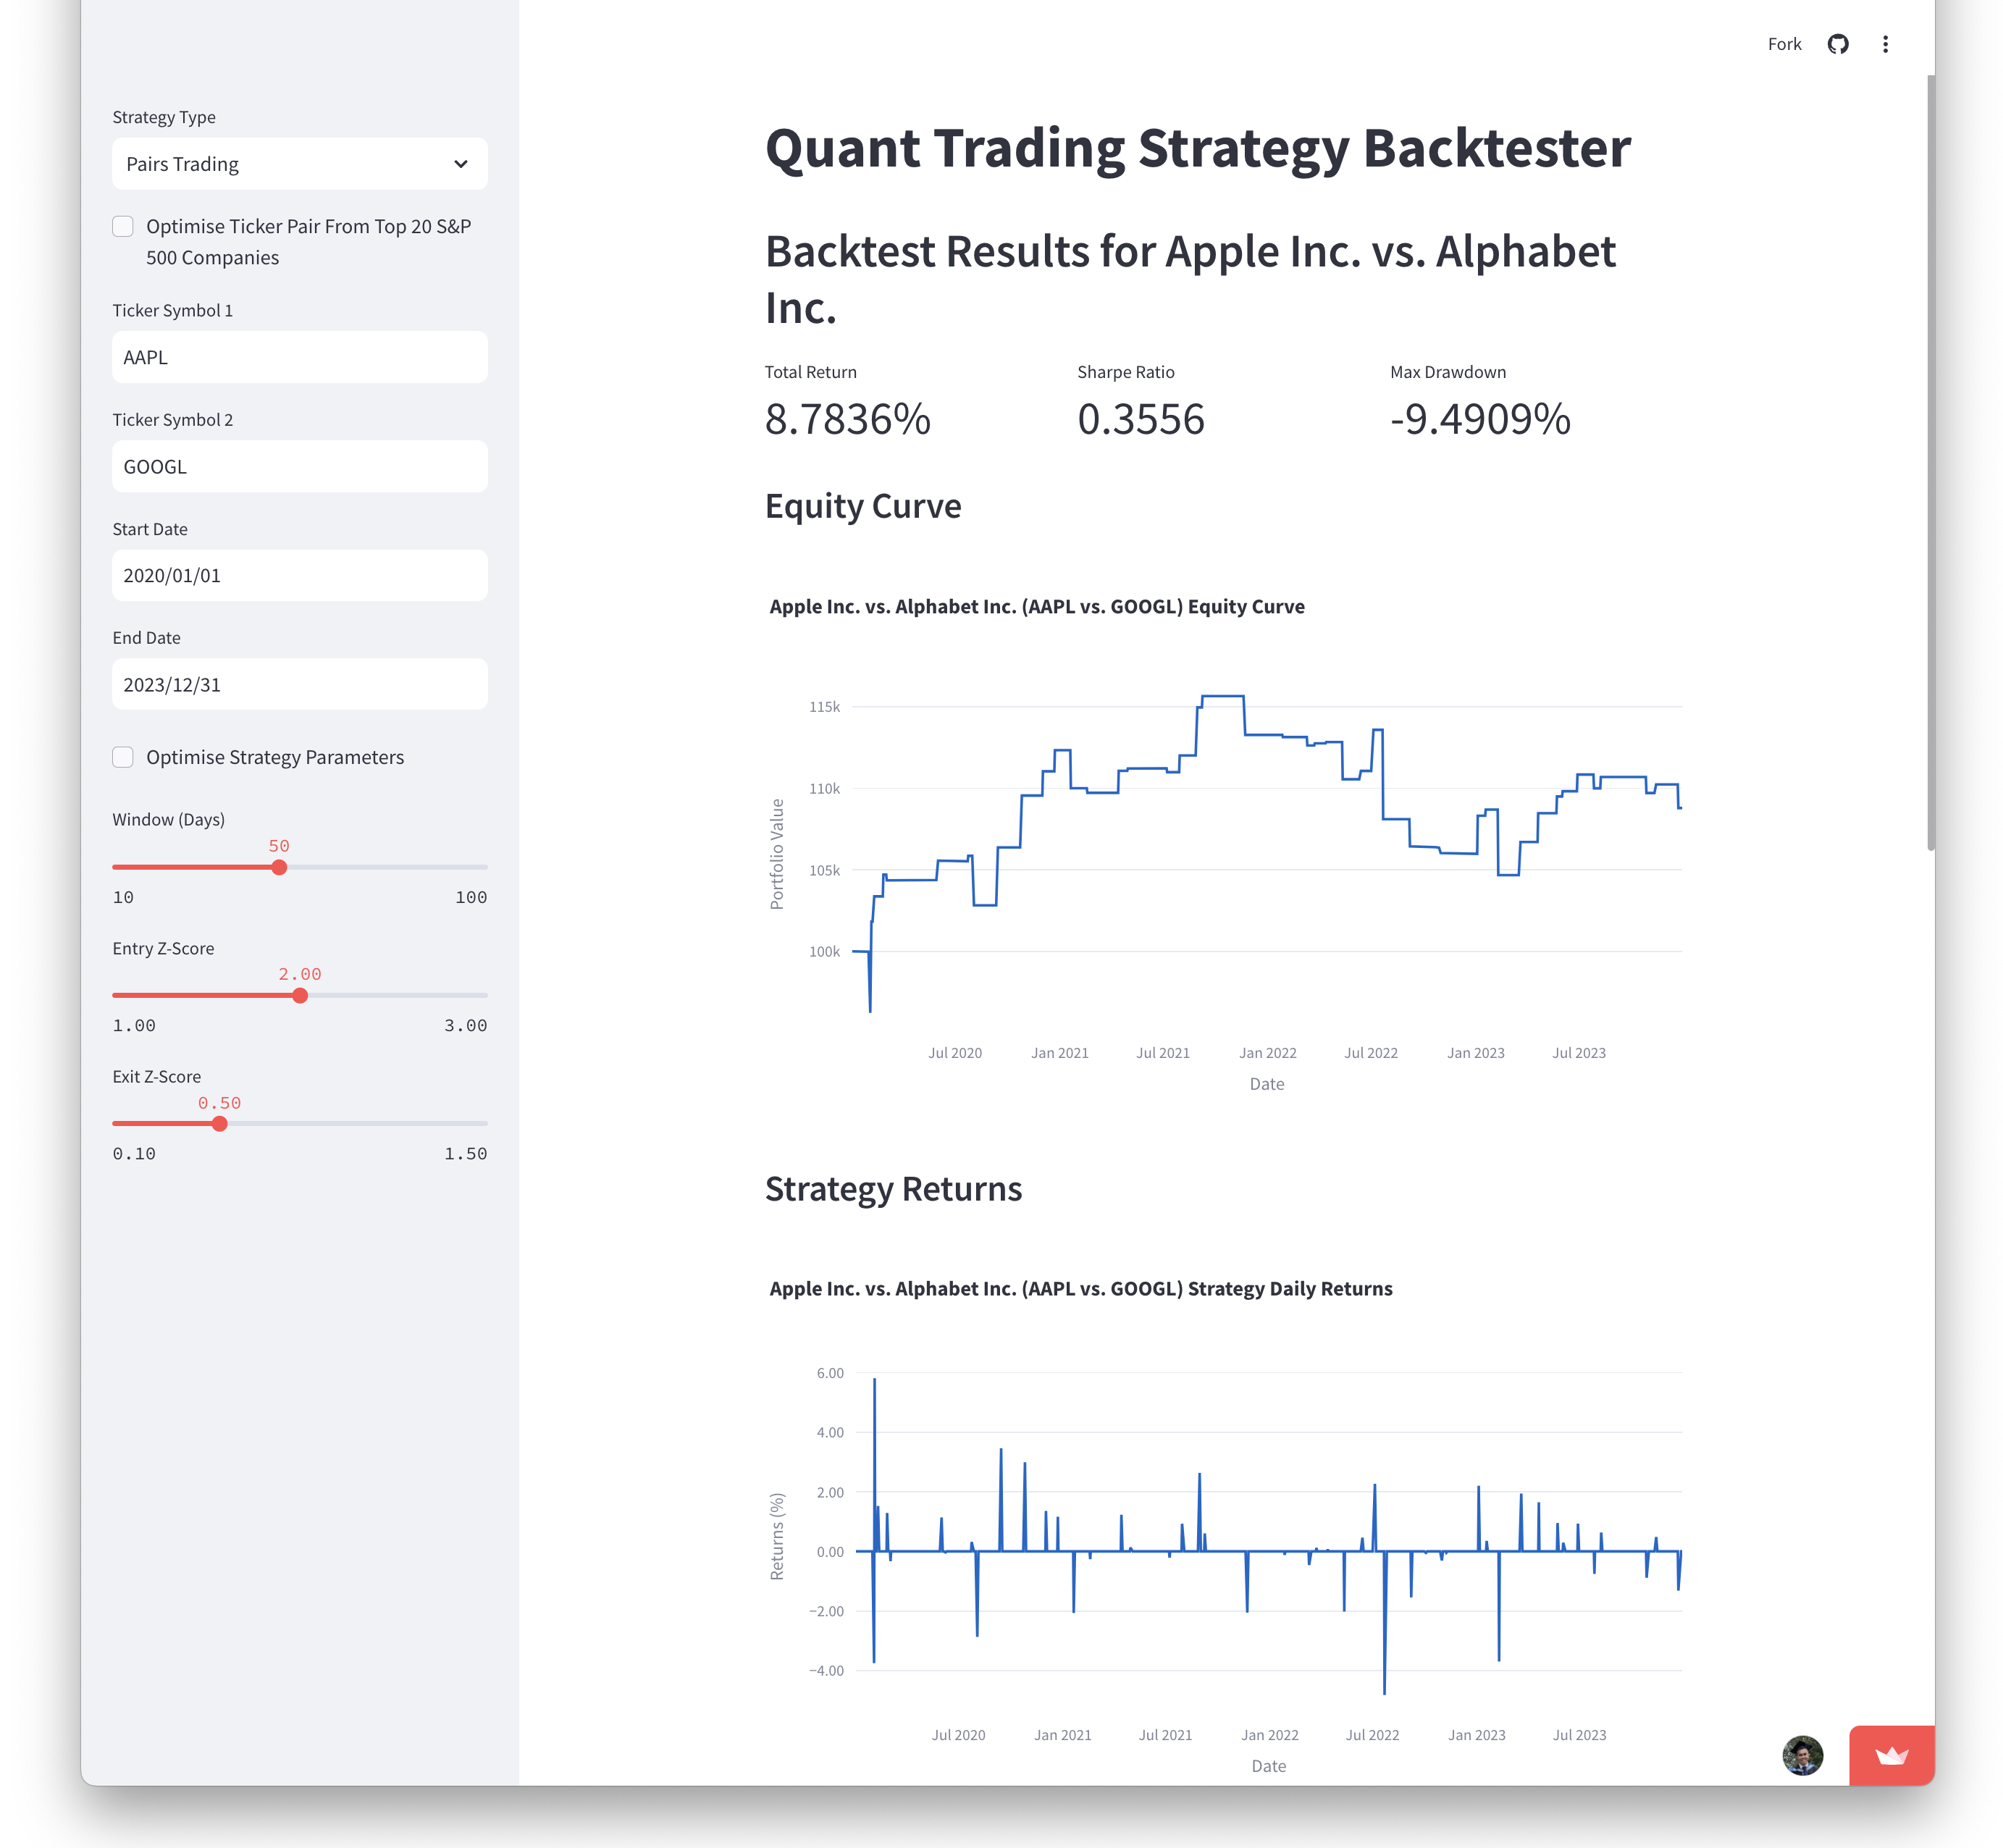 Fork
Strategy Type
Pairs Trading
Optimise Ticker Pair From Top 20 S&P
500 Companies
Ticker Symbol 1
AAPL
Ticker Symbol 2
GOOGL
Start Date
2020/01/01
End Date
2023/12/31
Optimise Strategy Parameters
Window (Days)
50
10 100
Entry Z-Score
2.00
1.00 3.00
Exit Z-Score
0.50
0.10 1.50
Quant Trading Strategy Backtester
Backtest Results for Apple Inc. vs. Alphabet
Inc.
Total Return Sharpe Ratio Max Drawdown
8.7836% 0.3556 -9.4909%
Equity Curve
Apple Inc. vs. Alphabet Inc. (AAPL vs. GOOGL) Equity Curve
Portfolio Value
115k
110k
105k
100k
Jul 2020 Jan 2021 Jul 2021 Jan 2022 Jul 2022 Jan 2023 Jul 2023
Date
Strategy Returns
Apple Inc. vs. Alphabet Inc. (AAPL vs. GOOGL) Strategy Daily Returns
Returns (%)
6.00
4.00
2.00
0.00
−2.00
−4.00
Jul 2020 Jan 2021 Jul 2021 Jan 2022 Jul 2022 Jan 2023 Jul 2023
Date